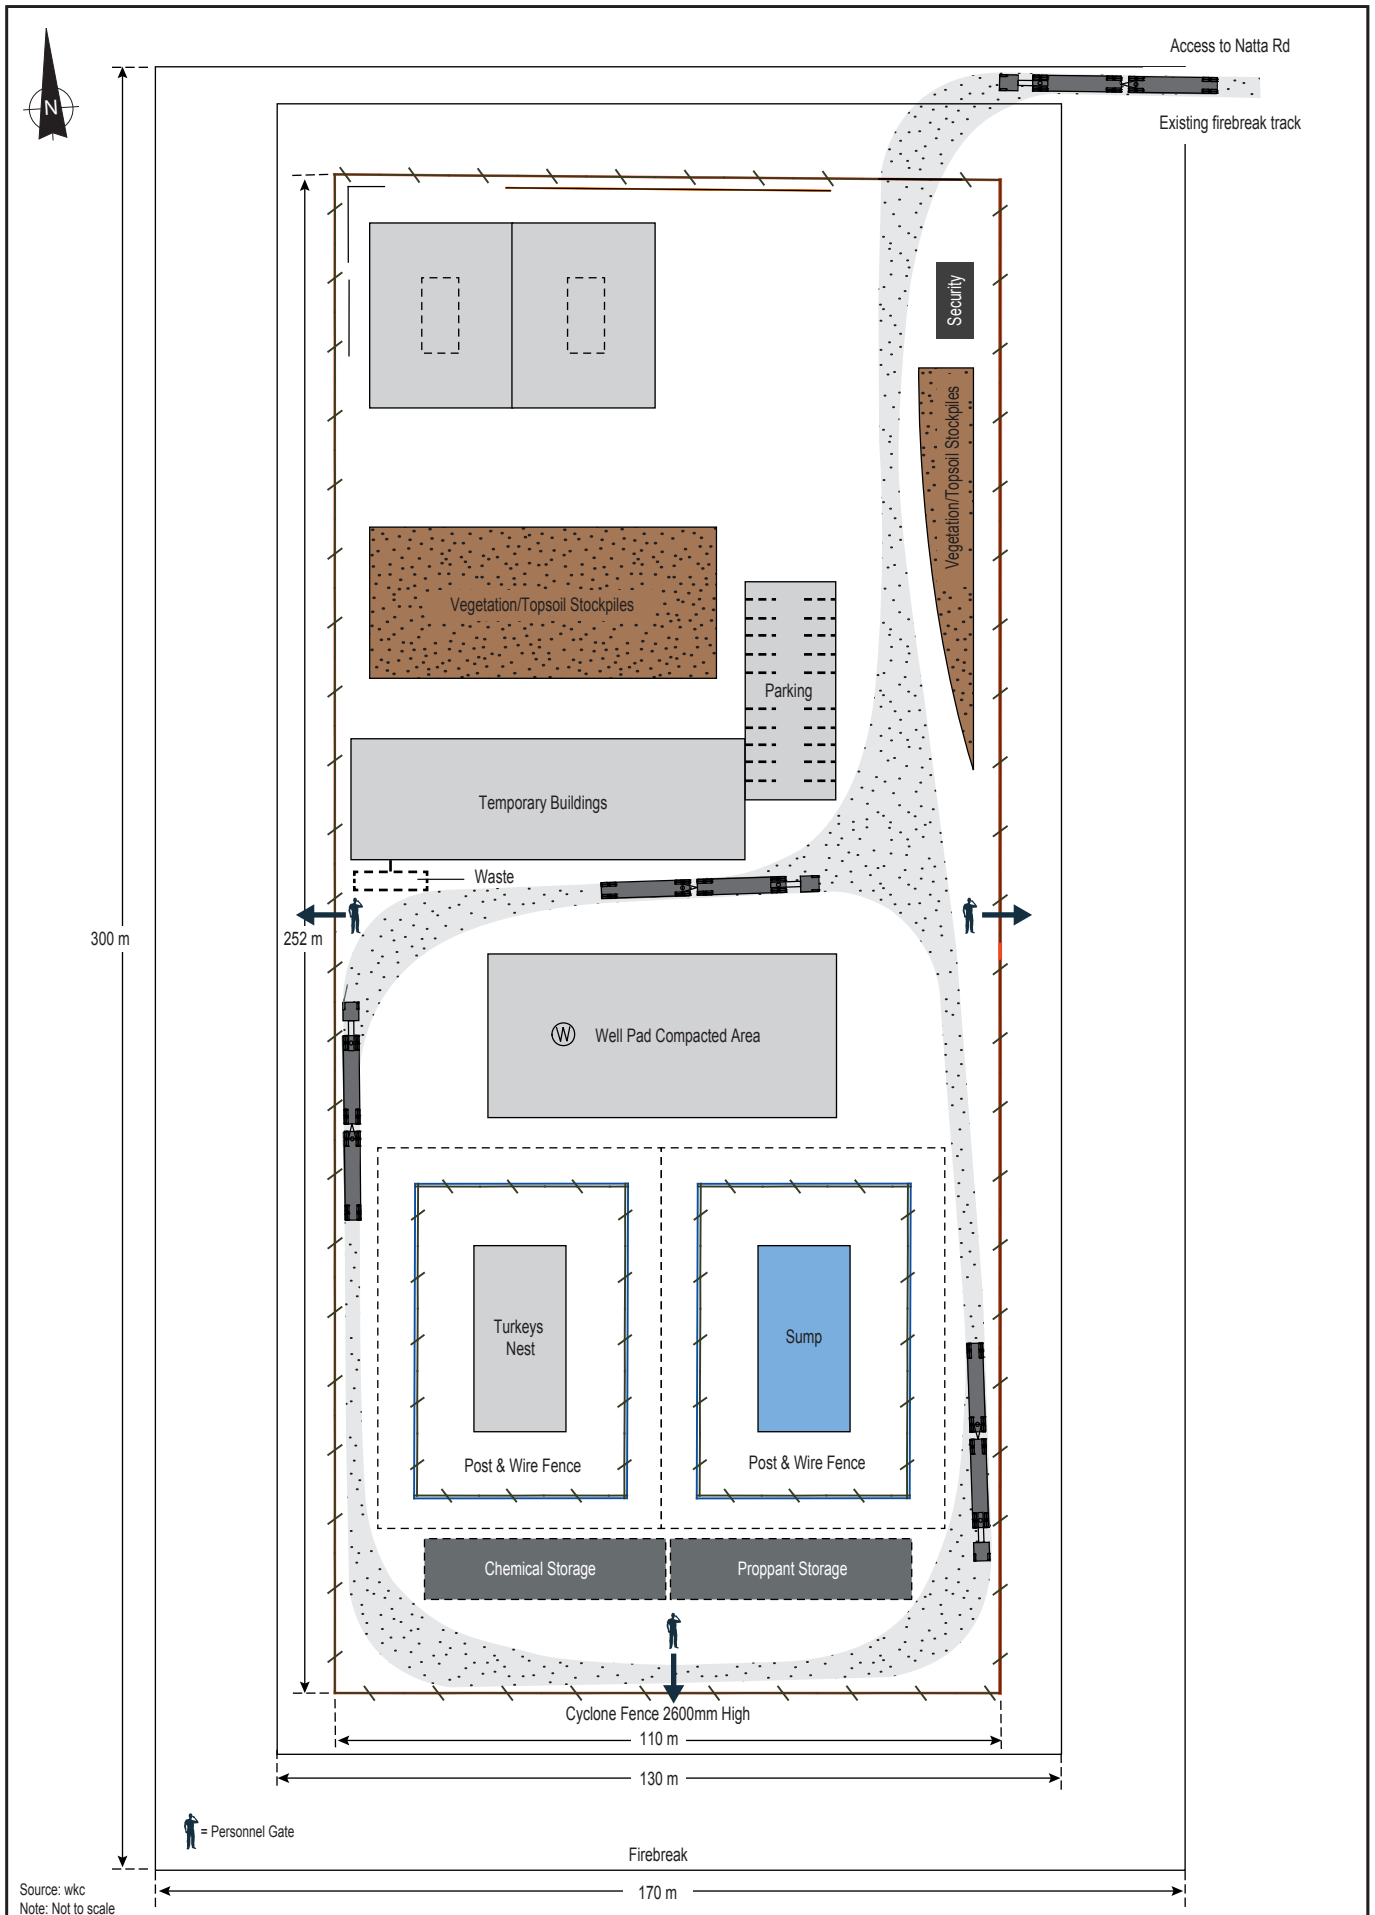 Access to Natta Rd
N
Existing firebreak track
Security
Vegetation/Topsoil Stockpiles
Vegetation/Topsoil Stockpiles
Parking
Temporary Buildings
Waste
300 m
252 m
W
Well Pad Compacted Area
Turkeys
Nest
Sump
Post & Wire Fence
Post & Wire Fence
Chemical Storage
Proppant Storage
Cyclone Fence 2600mm High
110 m
130 m
= Personnel Gate
Firebreak
170 m
Source: wkc
Note: Not to scale